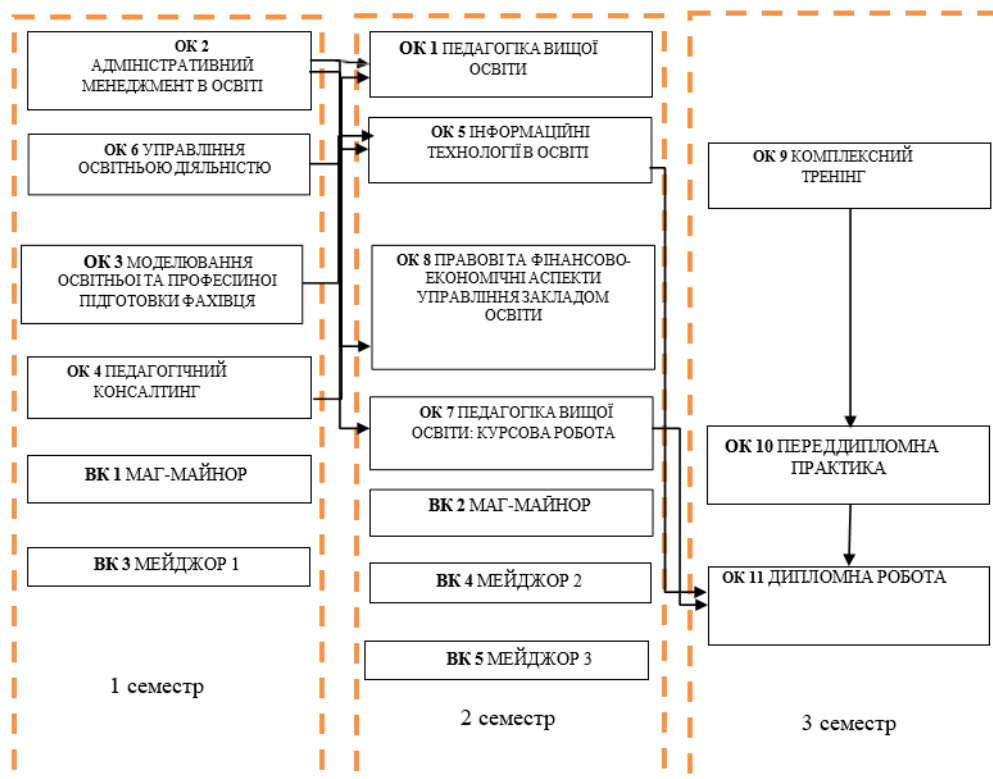 ОК 2
АДМІНІСТРАТИВНИЙ
МЕНЕДЖМЕНТ В ОСВІТІ
ОК 6 УПРАВЛІННЯ
ОСВІТНЬОЮ ДІЯЛЬНІСТЮ
ОК 3 МОДЕЛЮВАННЯ
ОСВІТНЬОЇ ТА ПРОФЕСІЙНОЇ
ПІДГОТОВКИ ФАХІВЦЯ
ОК 4 ПЕДАГОГІЧНИЙ
КОНСАЛТИНГ
ВК 1 МАГ-МАЙНОР
ВК 3 МЕЙДЖОР 1
1 семестр
ОК 1 ПЕДАГОГІКА ВИЩОЇ
ОСВІТИ
ОК 5 ІНФОРМАЦІЙНІ
ТЕХНОЛОГІЇ В ОСВІТІ
ОК 8 ПРАВОВІ ТА ФІНАНСОВО-
ЕКОНОМІЧНІ АСПЕКТИ
УПРАВЛІННЯ ЗАКЛАДОМ
ОСВІТИ
ОК 7 ПЕДАГОГІКА ВИЩОЇ
ОСВІТИ: КУРСОВА РОБОТА
ВК 2 МАГ-МАЙНОР
ВК 4 МЕЙДЖОР 2
ВК 5 МЕЙДЖОР 3
2 семестр
ОК 9 КОМПЛЕКСНИЙ
ТРЕНІНГ
ОК 10 ПЕРЕДДИПЛОМНА
ПРАКТИКА
ОК 11 ДИПЛОМНА РОБОТА
3 семестр